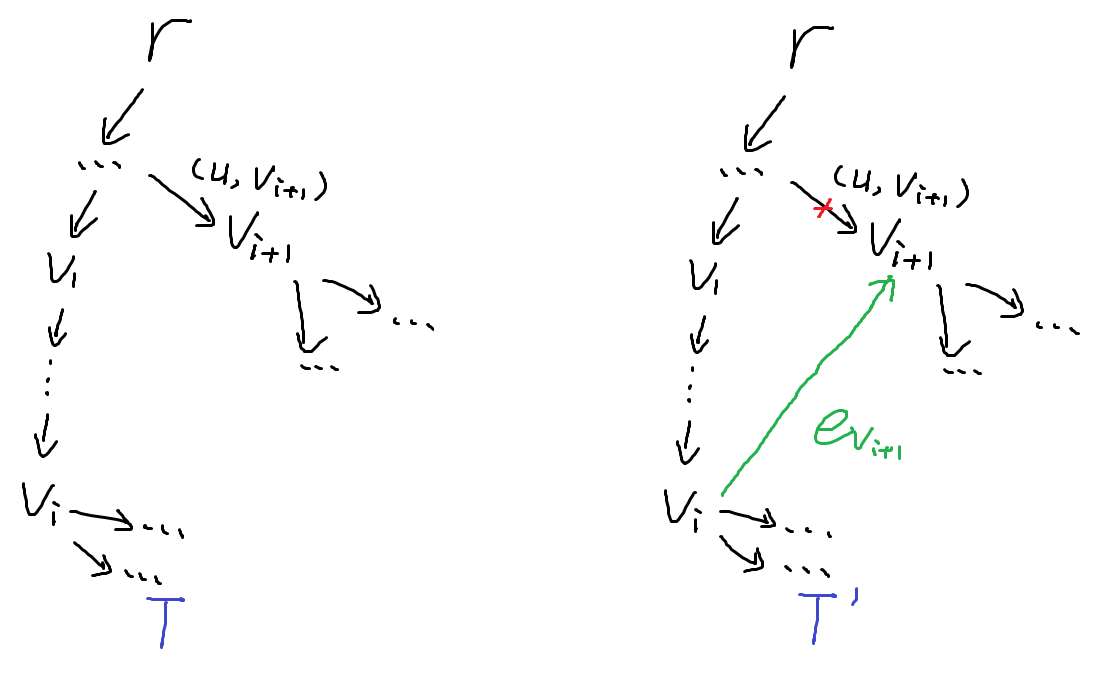 r
...
(u, v_{i+1})
v_{i+1}
v_1
...
...
⋮
v_i
...
...
T
r
...
(u, v_{i+1})
v_{i+1}
v_1
...
...
⋮
e_{v_{i+1}}
v_i
...
...
T'